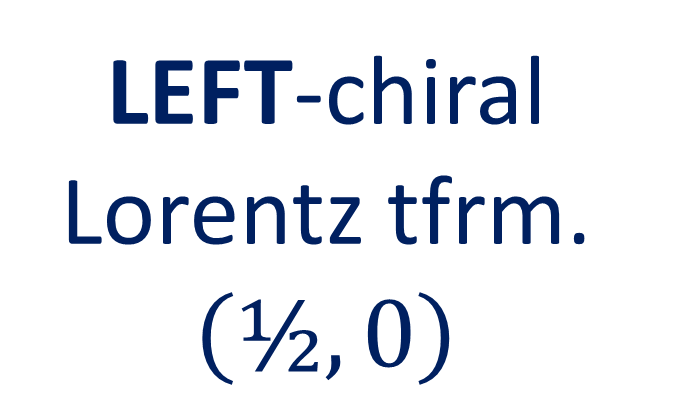 LEFT-chiral
Lorentz tfrm.
(½, 0)